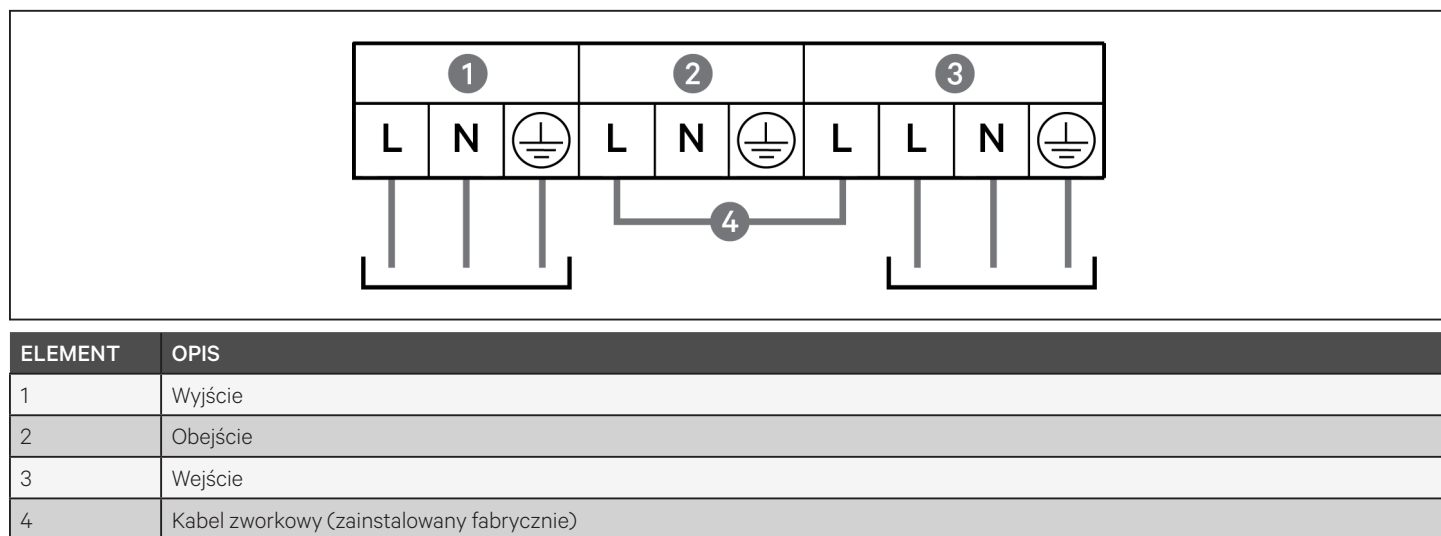 1 2 3
L N L N L L N
4
ELEMENT OPIS
1 Wyjście
2 Obejście
3 Wejście
4 Kabel zworkowy (zainstalowany fabrycznie)